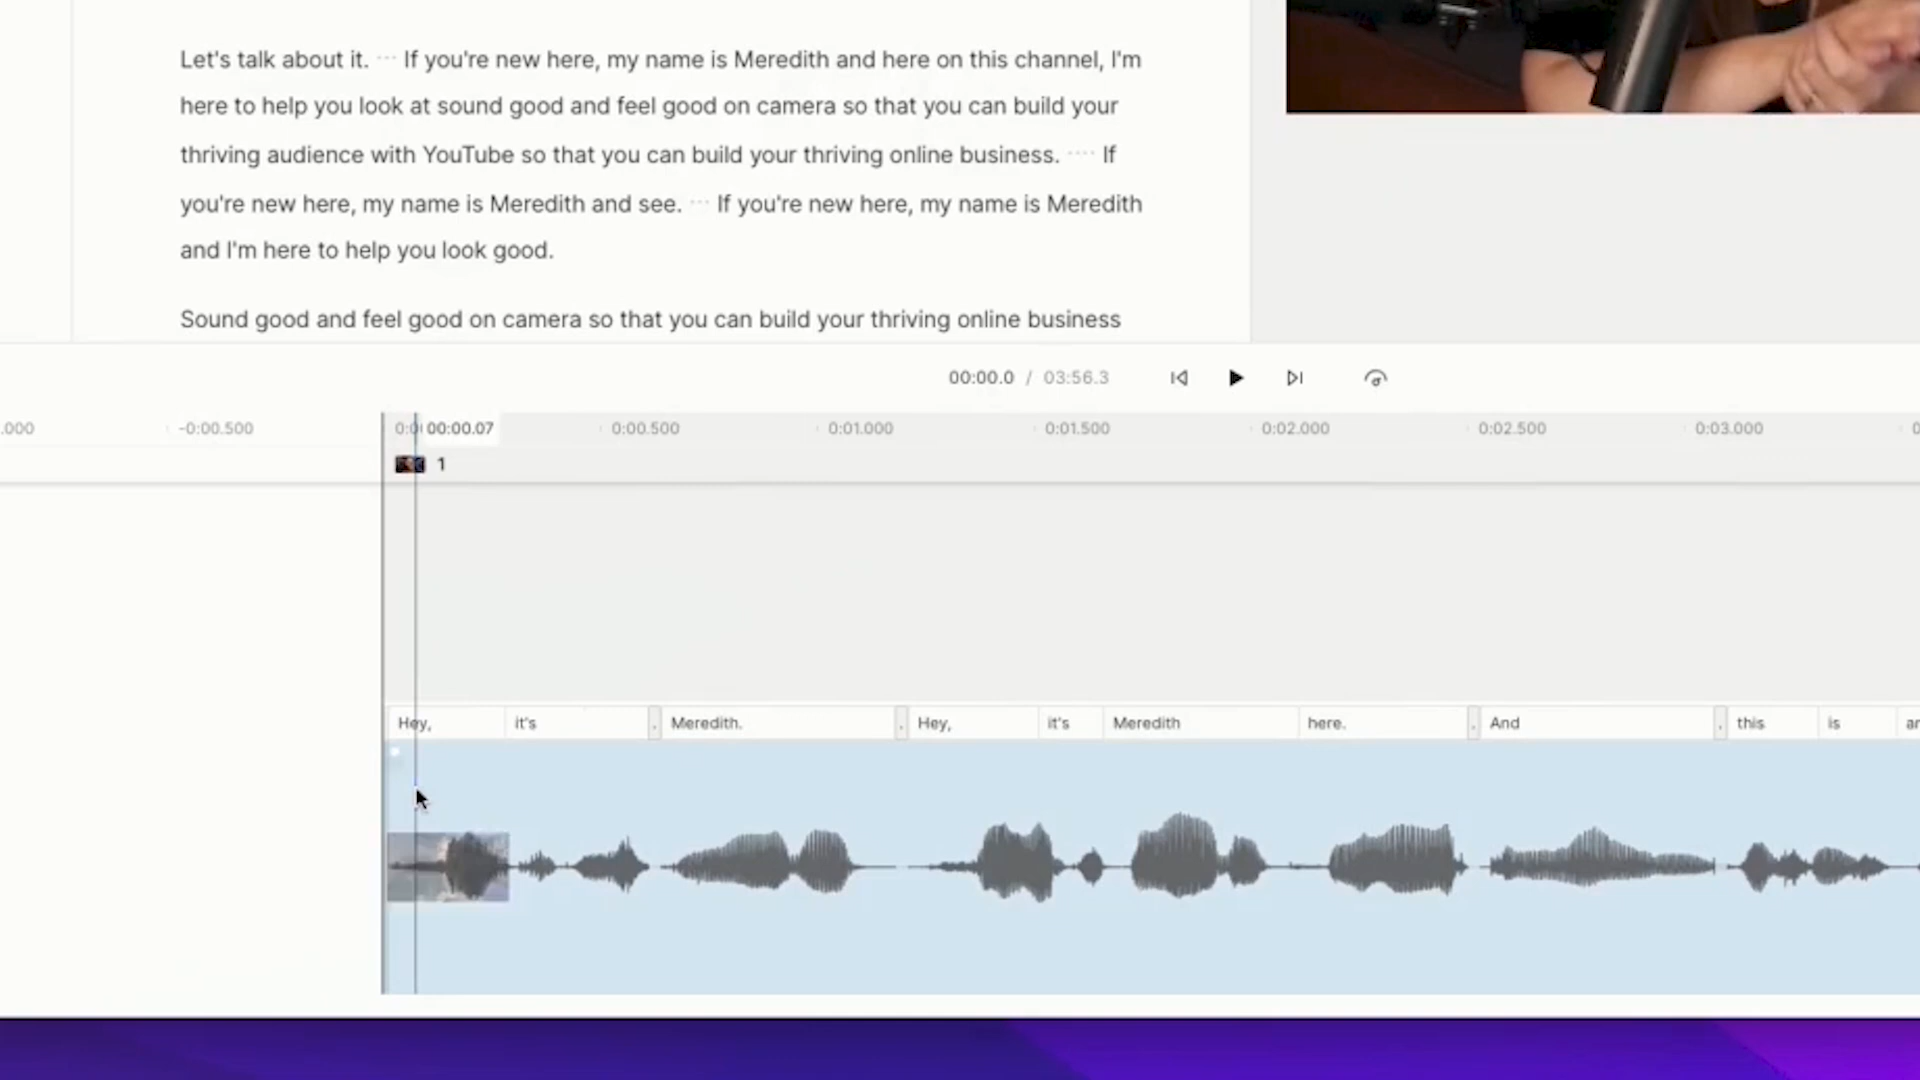 Let's talk about it. ··· If you're new here, my name is Meredith and here on this channel, I'm
here to help you look at sound good and feel good on camera so that you can build your
thriving audience with YouTube so that you can build your thriving online business. ···· If
you're new here, my name is Meredith and see. ··· If you're new here, my name is Meredith
and I'm here to help you look good.
Sound good and feel good on camera so that you can build your thriving online business
00:00.0 / 03:56.3
.000 -0:00.500 00:00.07 0:00.500 0:01.000 0:01.500 0:02.000 0:02.500 0:03.000
1
Hey, it's . Meredith. . Hey, it's Meredith here. . And . this is